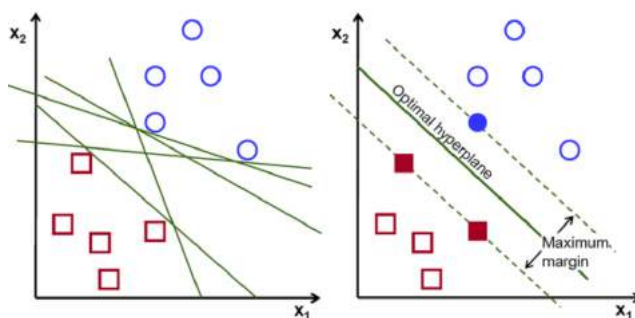 x₂
x₁
x₂
Optimal hyperplane
Maximum
margin
x₁